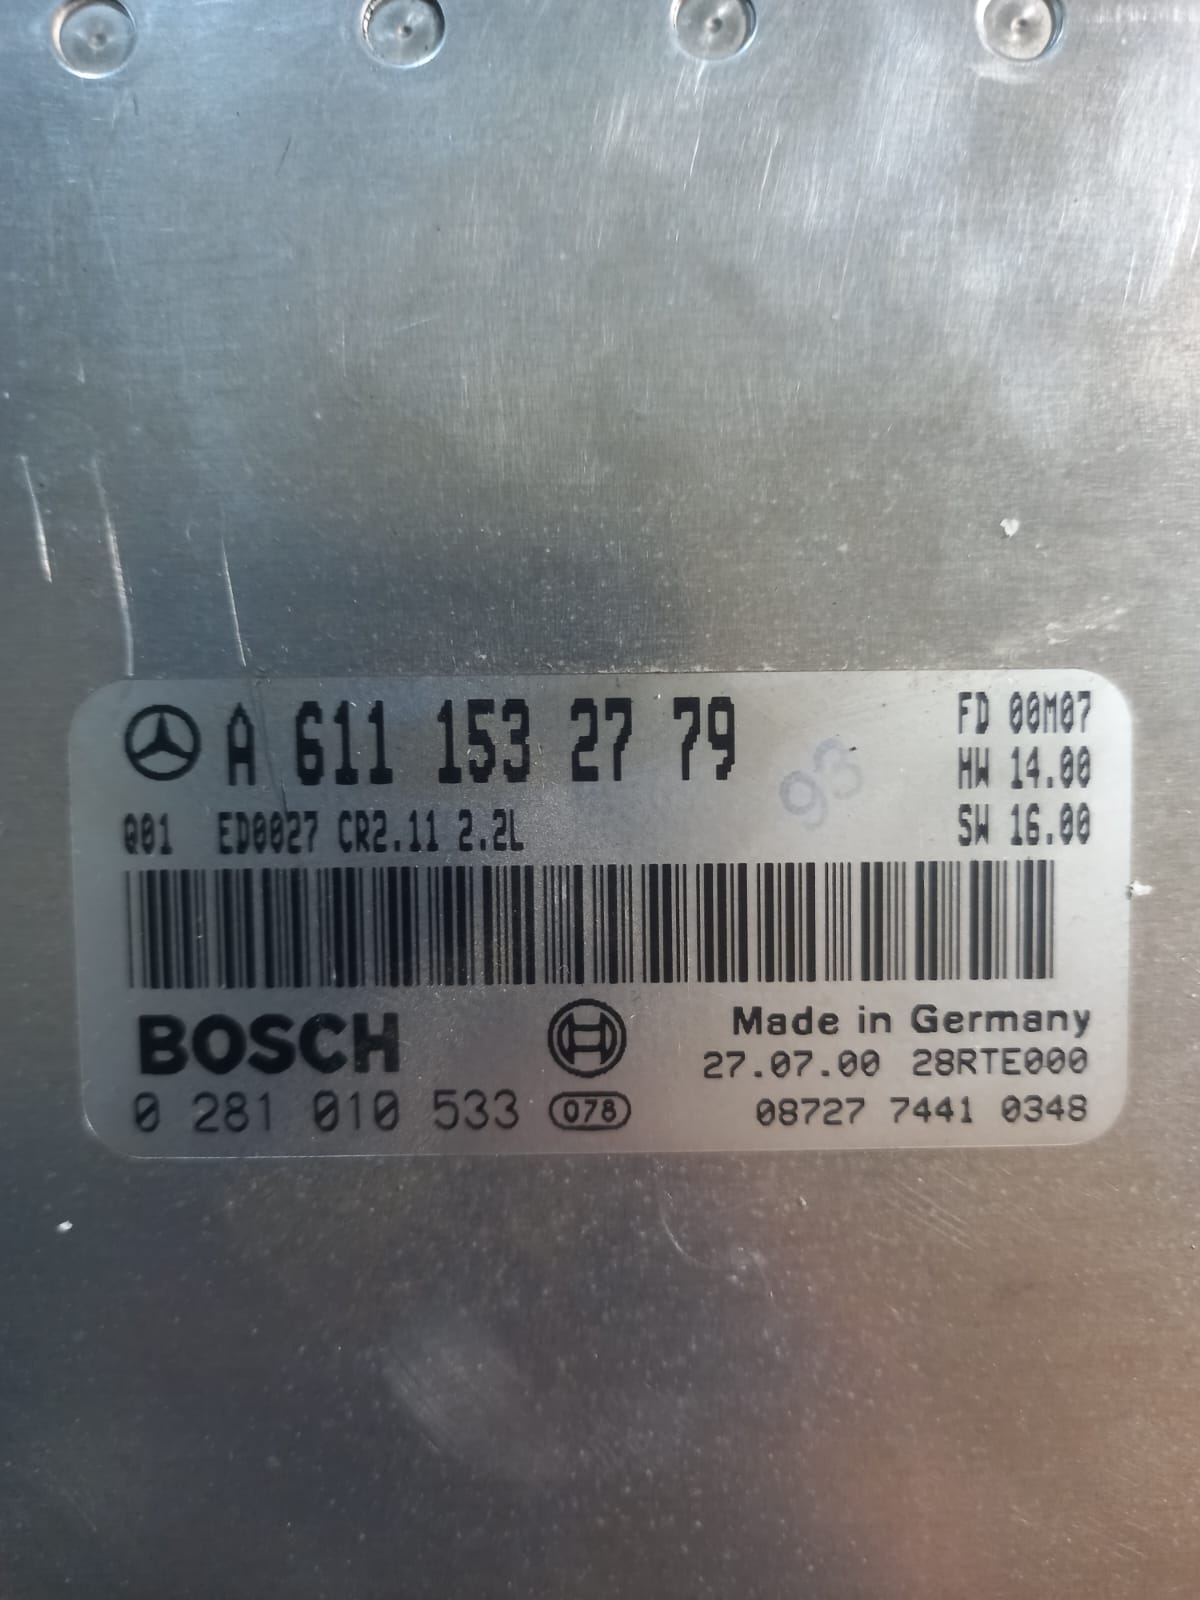 A 611 153 27 79
FD 00M07
HW 14.00
SW 16.00
Q01 ED0027 CR2.11 2.2L
93
BOSCH
Made in Germany
27.07.00 28RTE000
0 281 010 533 078
08727 7441 0348